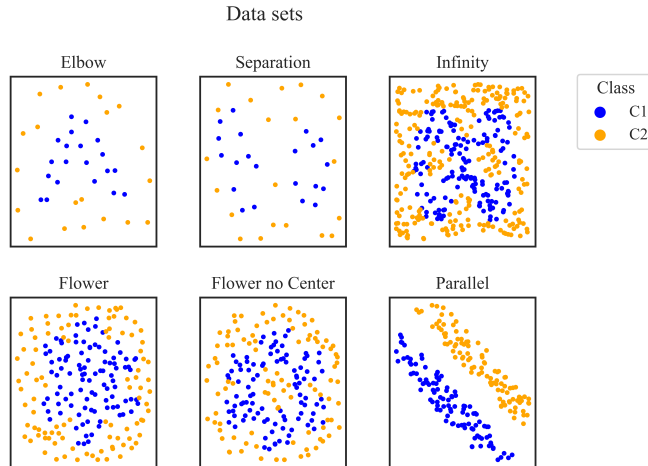 Data sets
Elbow
Separation
Infinity
Class
C1
C2
Flower
Flower no Center
Parallel